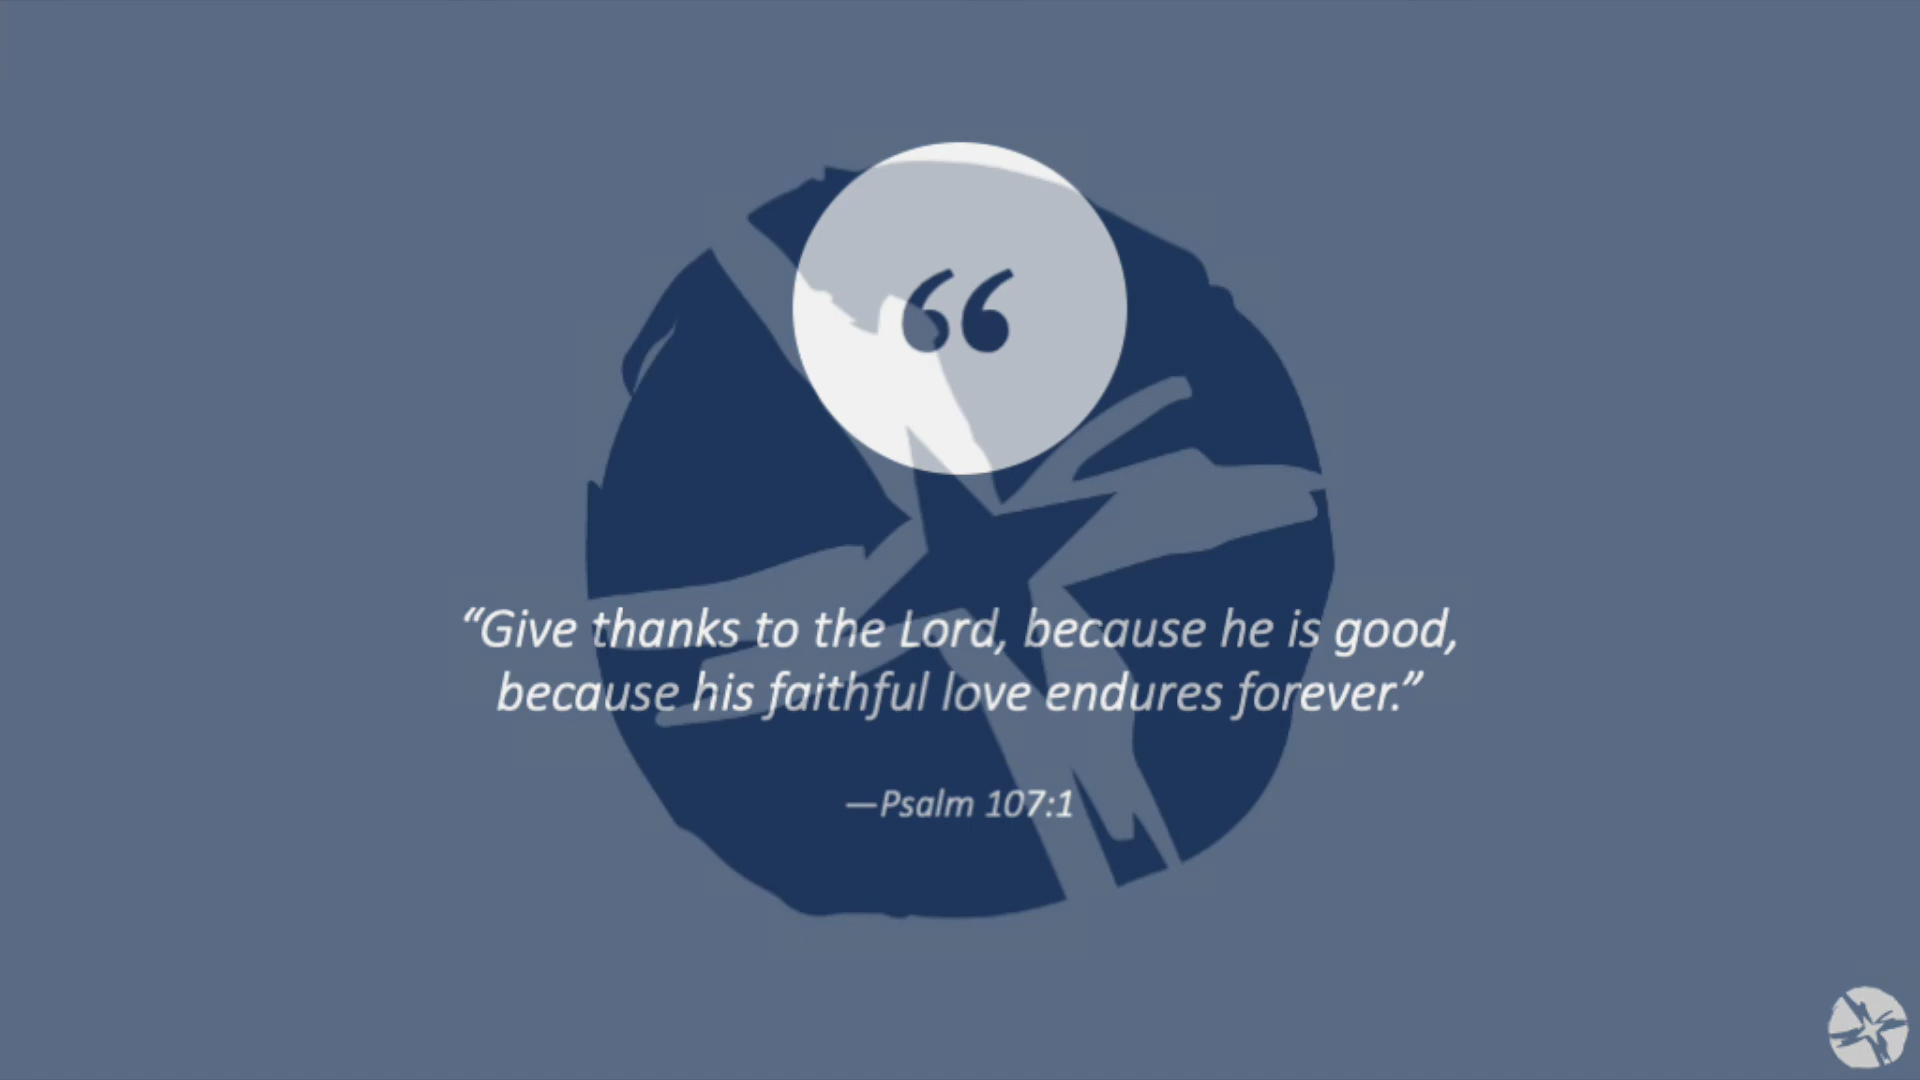 “
“Give thanks to the Lord, because he is good,
because his faithful love endures forever.”
—Psalm 107:1